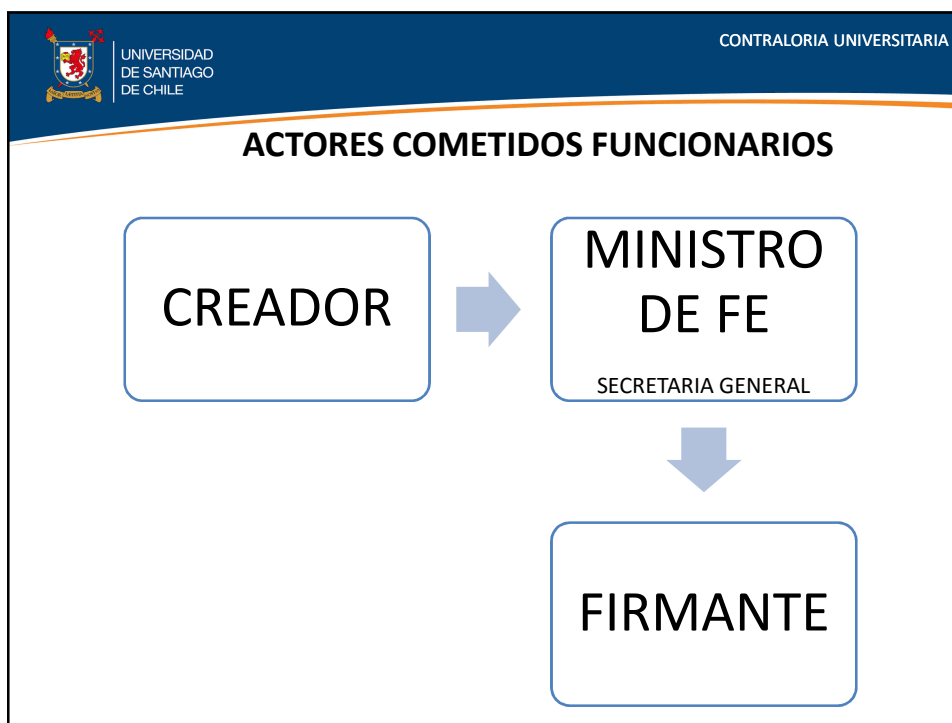 CONTRALORIA UNIVERSITARIA
UNIVERSIDAD
DE SANTIAGO
DE CHILE
ACTORES COMETIDOS FUNCIONARIOS
CREADOR
MINISTRO
DE FE
SECRETARIA GENERAL
FIRMANTE